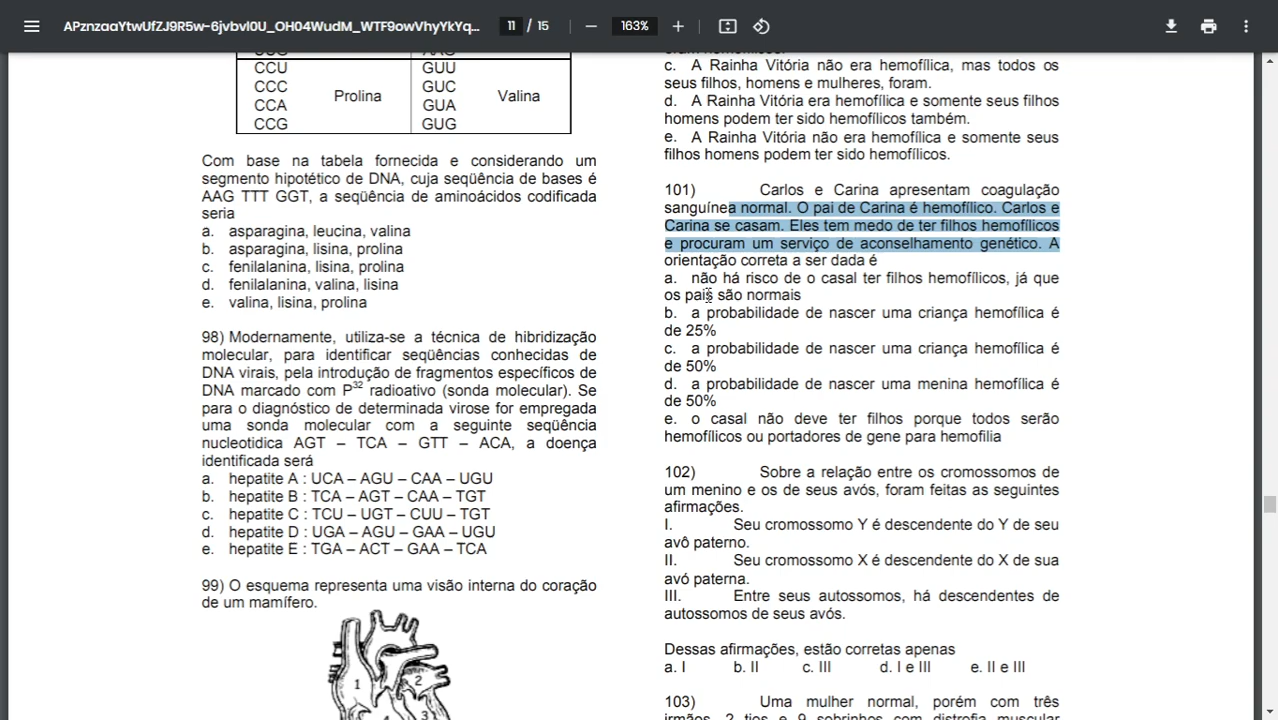 APznzaaYtwUfZJ9R5w-6jvbvl0U_OH04WudM_WTF9owVhyYkYq...
11 / 15
163%
CCU GUU
CCC GUC
Prolina Valina
CCA GUA
CCG GUG
Com base na tabela fornecida e considerando um
segmento hipotético de DNA, cuja seqüência de bases é
AAG TTT GGT, a seqüência de aminoácidos codificada
seria
a. asparagina, leucina, valina
b. asparagina, lisina, prolina
c. fenilalanina, lisina, prolina
d. fenilalanina, valina, lisina
e. valina, lisina, prolina
98) Modernamente, utiliza-se a técnica de hibridização
molecular, para identificar seqüências conhecidas de
DNA virais, pela introdução de fragmentos específicos de
DNA marcado com P32 radioativo (sonda molecular). Se
para o diagnóstico de determinada virose for empregada
uma sonda molecular com a seguinte seqüência
nucleotidica AGT – TCA – GTT – ACA, a doença
identificada será
a. hepatite A : UCA – AGU – CAA – UGU
b. hepatite B : TCA – AGT – CAA – TGT
c. hepatite C : TCU – UGT – CUU – TGT
d. hepatite D : UGA – AGU – GAA – UGU
e. hepatite E : TGA – ACT – GAA – TCA
99) O esquema representa uma visão interna do coração
de um mamífero.
1
2
3
4
c. A Rainha Vitória não era hemofílica, mas todos os
seus filhos, homens e mulheres, foram.
d. A Rainha Vitória era hemofílica e somente seus filhos
homens podem ter sido hemofílicos também.
e. A Rainha Vitória não era hemofílica e somente seus
filhos homens podem ter sido hemofílicos.
101) Carlos e Carina apresentam coagulação
sanguínea normal. O pai de Carina é hemofílico. Carlos e
Carina se casam. Eles tem medo de ter filhos hemofílicos
e procuram um serviço de aconselhamento genético. A
orientação correta a ser dada é
a. não há risco de o casal ter filhos hemofílicos, já que
os pais são normais
b. a probabilidade de nascer uma criança hemofílica é
de 25%
c. a probabilidade de nascer uma criança hemofílica é
de 50%
d. a probabilidade de nascer uma menina hemofílica é
de 50%
e. o casal não deve ter filhos porque todos serão
hemofílicos ou portadores de gene para hemofilia
102) Sobre a relação entre os cromossomos de
um menino e os de seus avós, foram feitas as seguintes
afirmações.
I. Seu cromossomo Y é descendente do Y de seu
avô paterno.
II. Seu cromossomo X é descendente do X de sua
avó paterna.
III. Entre seus autossomos, há descendentes de
autossomos de seus avós.
Dessas afirmações, estão corretas apenas
a. I b. II c. III d. I e III e. II e III
103) Uma mulher normal, porém com três
irmãos, 2 tios e 9 sobrinhos com distrofia muscular